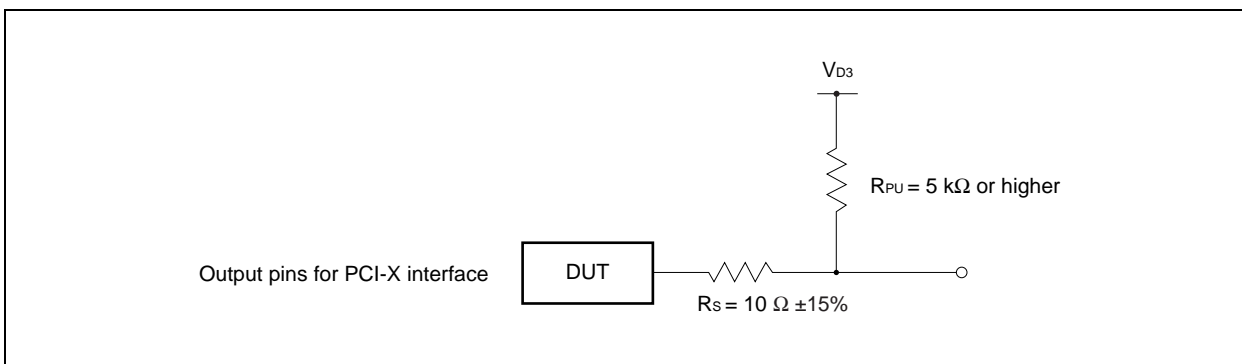 VD3
RPU = 5 kΩ or higher
Output pins for PCI-X interface
DUT
RS = 10 Ω ±15%